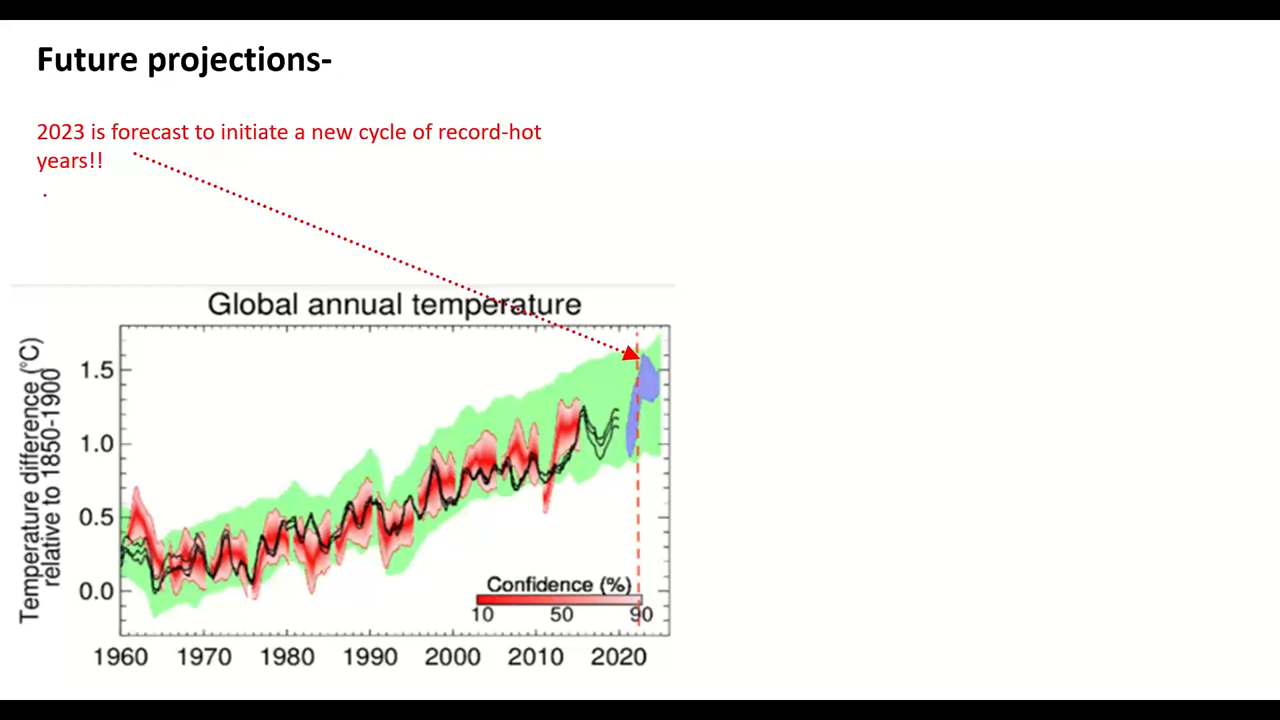 Future projections-
2023 is forecast to initiate a new cycle of record-hot
years!!
.
Global annual temperature
Temperature difference (°C)
relative to 1850-1900
1.5
1.0
0.5
0.0
Confidence (%)
10 50 90
1960 1970 1980 1990 2000 2010 2020